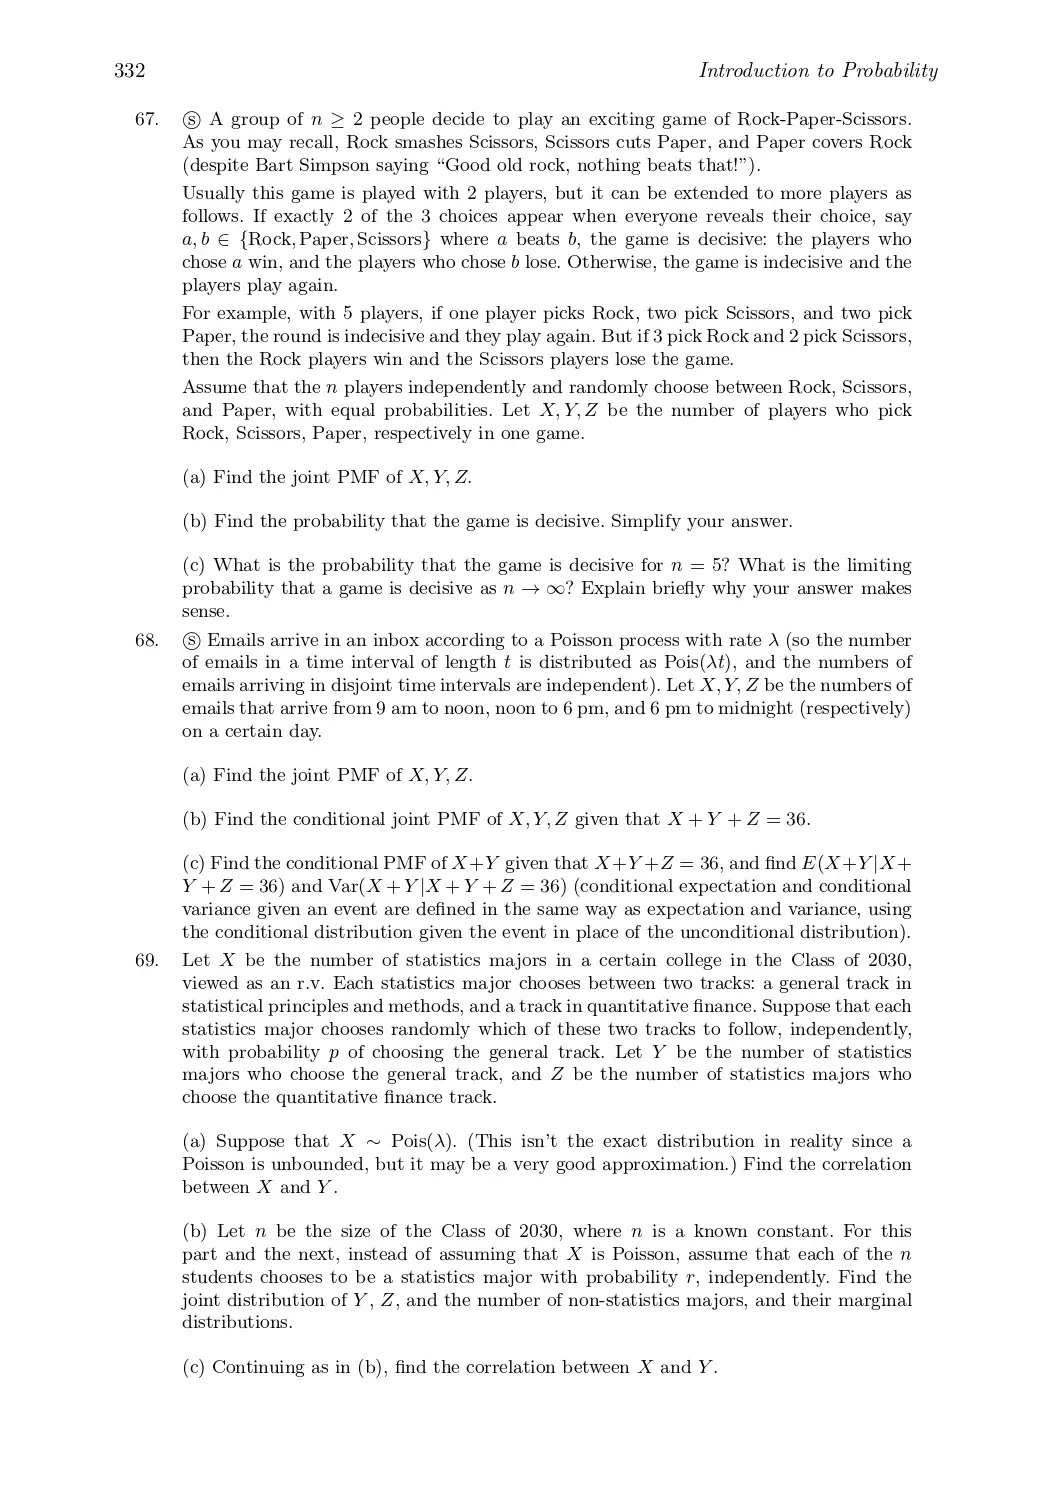 332
Introduction to Probability
67. Ⓢ A group of n ≥ 2 people decide to play an exciting game of Rock-Paper-Scissors.
As you may recall, Rock smashes Scissors, Scissors cuts Paper, and Paper covers Rock
(despite Bart Simpson saying “Good old rock, nothing beats that!”).
Usually this game is played with 2 players, but it can be extended to more players as
follows. If exactly 2 of the 3 choices appear when everyone reveals their choice, say
a, b ∈ {Rock, Paper, Scissors} where a beats b, the game is decisive: the players who
chose a win, and the players who chose b lose. Otherwise, the game is indecisive and the
players play again.
For example, with 5 players, if one player picks Rock, two pick Scissors, and two pick
Paper, the round is indecisive and they play again. But if 3 pick Rock and 2 pick Scissors,
then the Rock players win and the Scissors players lose the game.
Assume that the n players independently and randomly choose between Rock, Scissors,
and Paper, with equal probabilities. Let X, Y, Z be the number of players who pick
Rock, Scissors, Paper, respectively in one game.
(a) Find the joint PMF of X, Y, Z.
(b) Find the probability that the game is decisive. Simplify your answer.
(c) What is the probability that the game is decisive for n = 5? What is the limiting
probability that a game is decisive as n → ∞? Explain briefly why your answer makes
sense.
68. Ⓢ Emails arrive in an inbox according to a Poisson process with rate λ (so the number
of emails in a time interval of length t is distributed as Pois(λt), and the numbers of
emails arriving in disjoint time intervals are independent). Let X, Y, Z be the numbers of
emails that arrive from 9 am to noon, noon to 6 pm, and 6 pm to midnight (respectively)
on a certain day.
(a) Find the joint PMF of X, Y, Z.
(b) Find the conditional joint PMF of X, Y, Z given that X + Y + Z = 36.
(c) Find the conditional PMF of X+Y given that X+Y+Z = 36, and find E(X+Y|X+
Y + Z = 36) and Var(X + Y|X + Y + Z = 36) (conditional expectation and conditional
variance given an event are defined in the same way as expectation and variance, using
the conditional distribution given the event in place of the unconditional distribution).
69. Let X be the number of statistics majors in a certain college in the Class of 2030,
viewed as an r.v. Each statistics major chooses between two tracks: a general track in
statistical principles and methods, and a track in quantitative finance. Suppose that each
statistics major chooses randomly which of these two tracks to follow, independently,
with probability p of choosing the general track. Let Y be the number of statistics
majors who choose the general track, and Z be the number of statistics majors who
choose the quantitative finance track.
(a) Suppose that X ∼ Pois(λ). (This isn’t the exact distribution in reality since a
Poisson is unbounded, but it may be a very good approximation.) Find the correlation
between X and Y.
(b) Let n be the size of the Class of 2030, where n is a known constant. For this
part and the next, instead of assuming that X is Poisson, assume that each of the n
students chooses to be a statistics major with probability r, independently. Find the
joint distribution of Y, Z, and the number of non-statistics majors, and their marginal
distributions.
(c) Continuing as in (b), find the correlation between X and Y.